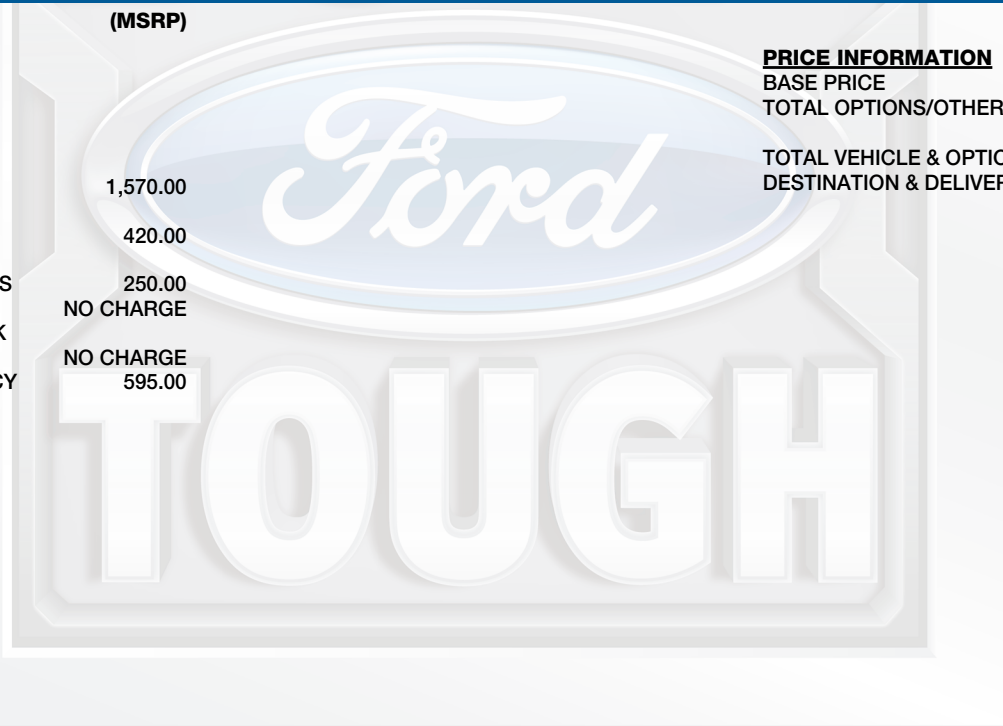 (MSRP)
PRICE INFORMATION
BASE PRICE
TOTAL OPTIONS/OTHER
TOTAL VEHICLE & OPTIO
DESTINATION & DELIVER
1,570.00
420.00
S 250.00
NO CHARGE
K
NO CHARGE
CY 595.00
Ford
TOUGH